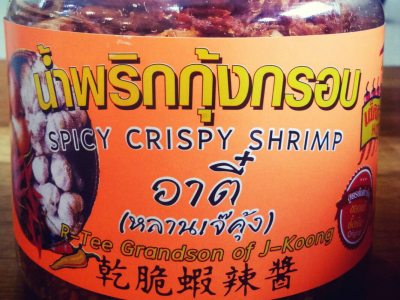 น้ำพริกกุ้งกรอบ
SPICY CRISPY SHRIMP
อาตี๋
(หลานเจ๊คุ้ง)
R-Tee Grandson of J-Koong
乾脆蝦辣醬